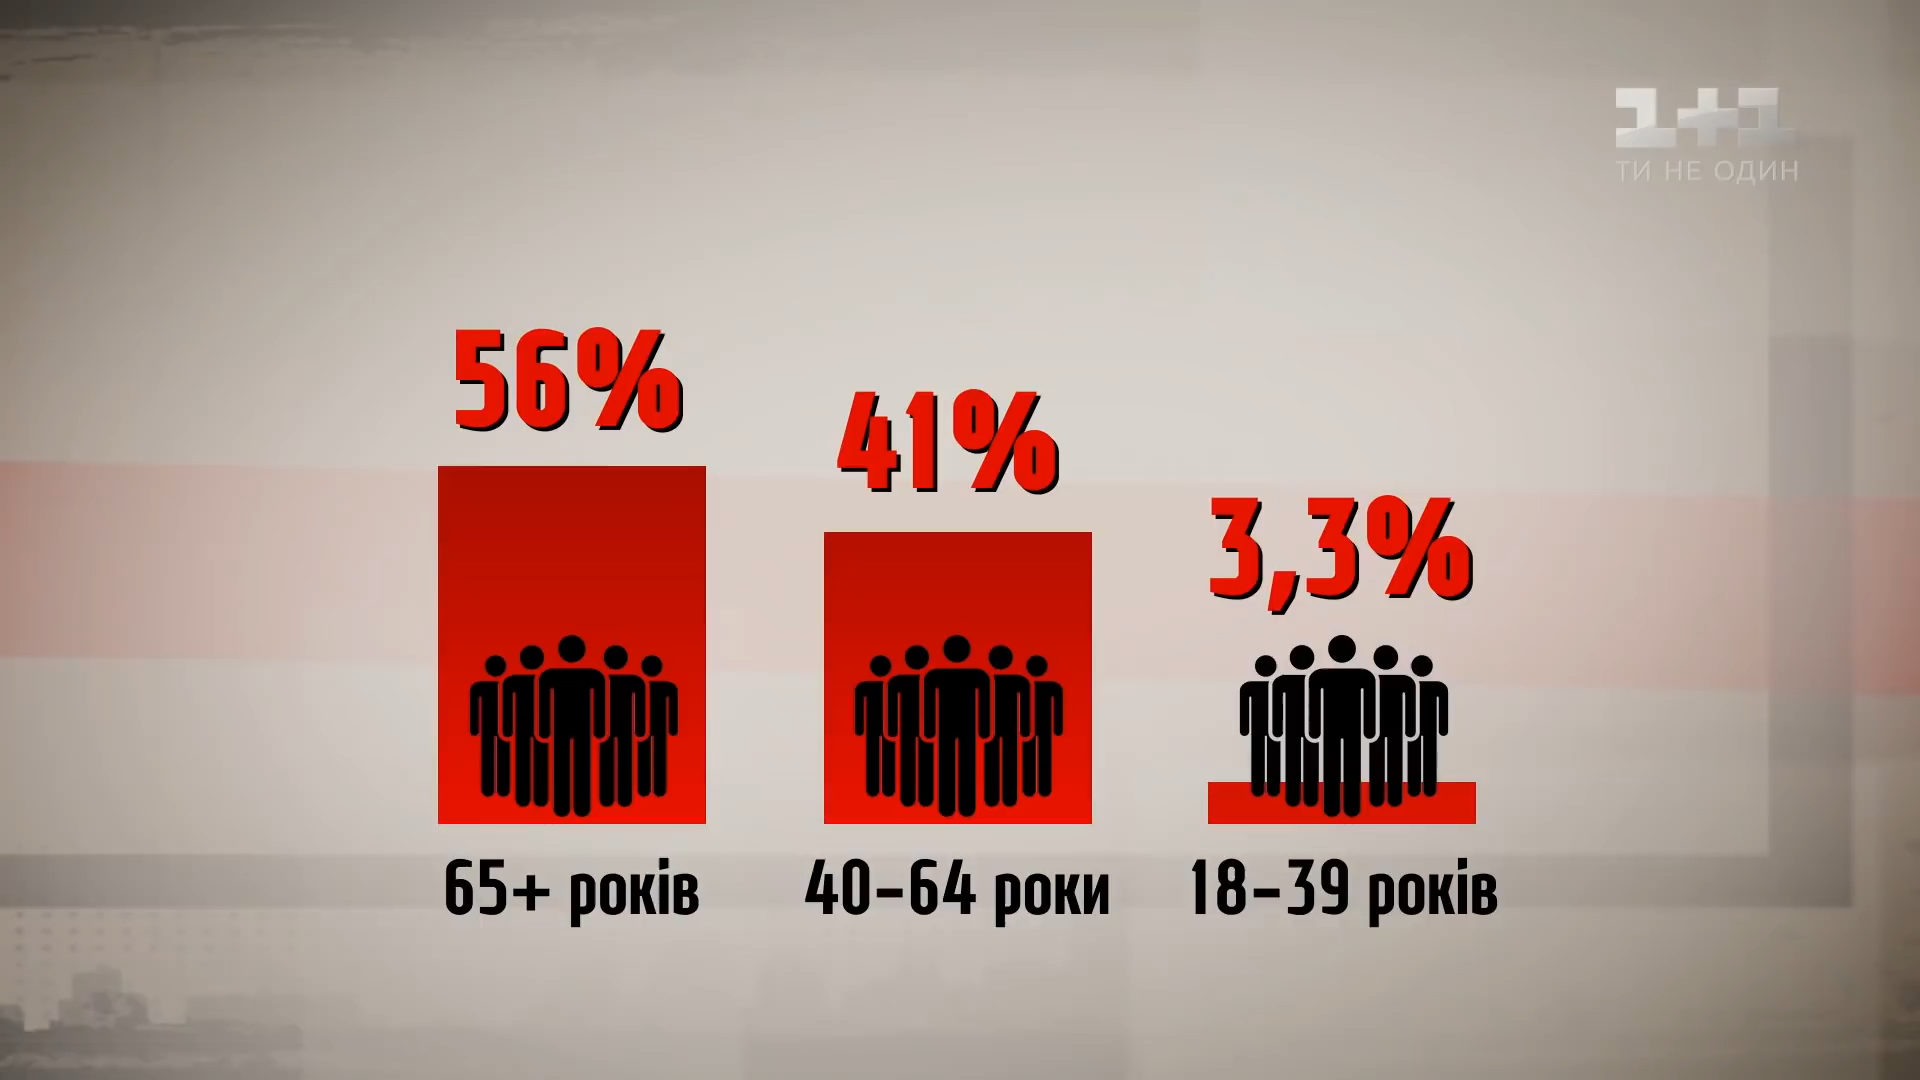 1+1
ТИ НЕ ОДИН
56%
41%
3,3%
65+ років
40–64 роки
18–39 років